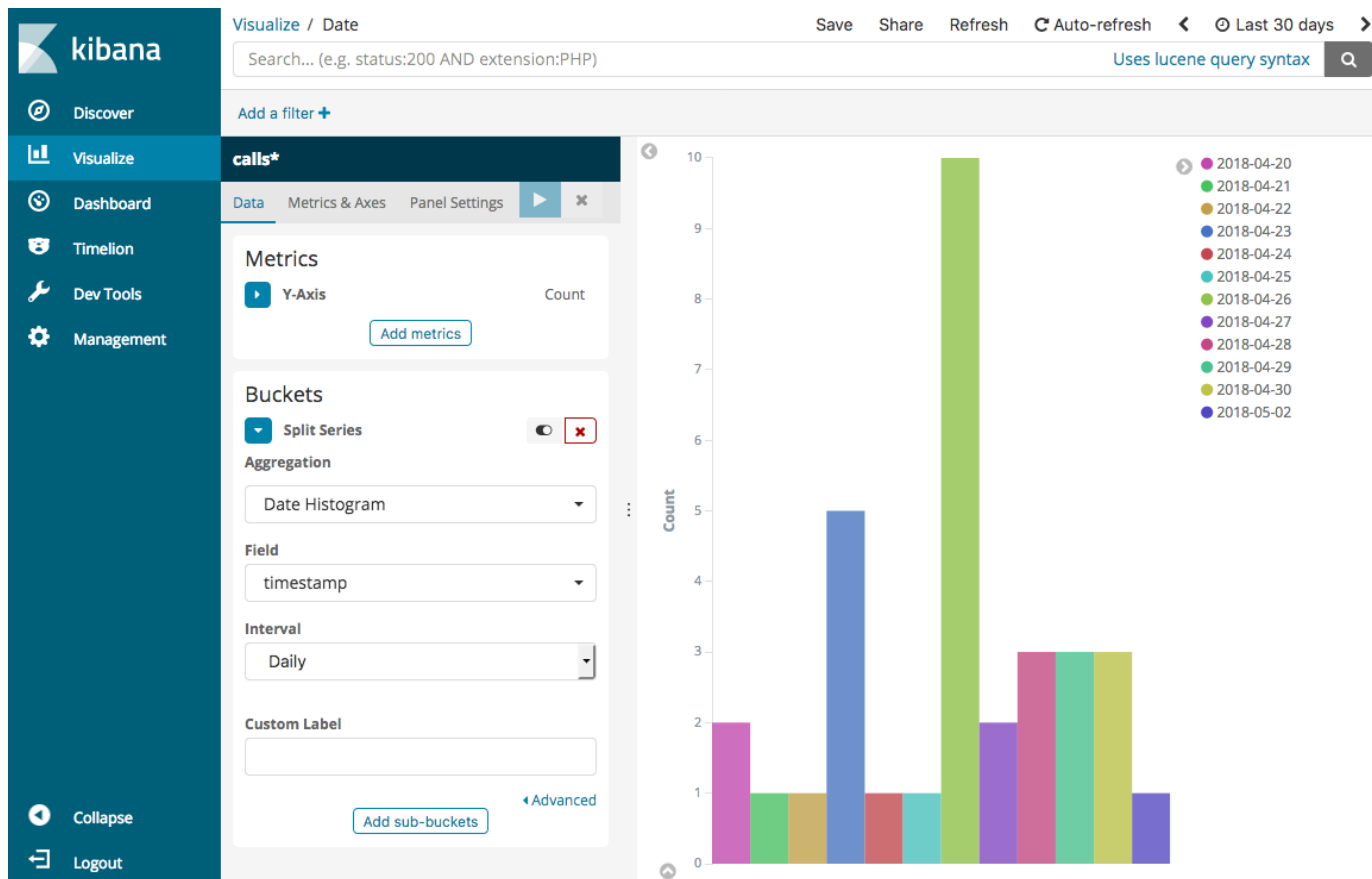 kibana
Discover
Visualize
Dashboard
Timelion
Dev Tools
Management
Collapse
Logout
Visualize / Date
Save Share Refresh Auto-refresh Last 30 days
Search... (e.g. status:200 AND extension:PHP) Uses lucene query syntax
Add a filter +
calls*
Data Metrics & Axes Panel Settings
Metrics
Y-Axis Count
Add metrics
Buckets
Split Series
Aggregation
Date Histogram
Field
timestamp
Interval
Daily
Custom Label
Advanced
Add sub-buckets
Count
10
9
8
7
6
5
4
3
2
1
0
2018-04-20
2018-04-21
2018-04-22
2018-04-23
2018-04-24
2018-04-25
2018-04-26
2018-04-27
2018-04-28
2018-04-29
2018-04-30
2018-05-02